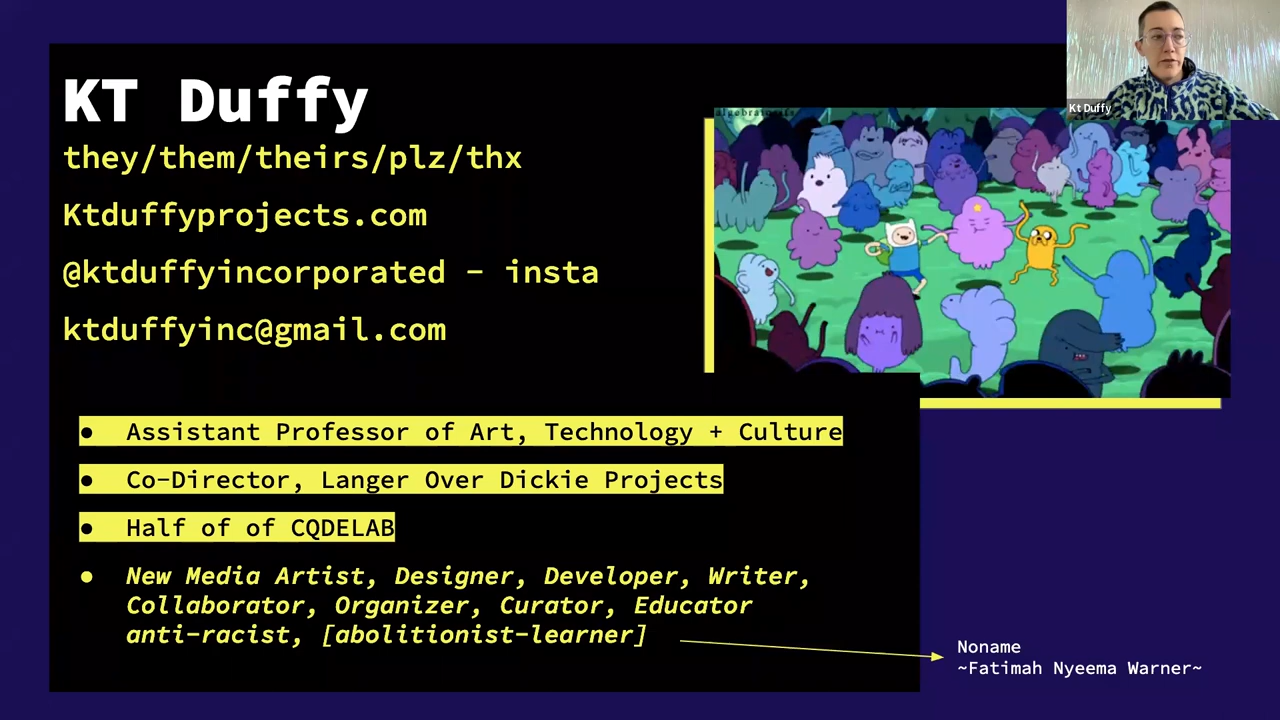 KT Duffy
they/them/theirs/plz/thx
Ktduffyprojects.com
@ktduffyincorporated - insta
ktduffyinc@gmail.com
Kt Duffy
● Assistant Professor of Art, Technology + Culture
● Co-Director, Langer Over Dickie Projects
● Half of of CQDELAB
● New Media Artist, Designer, Developer, Writer,
Collaborator, Organizer, Curator, Educator
anti-racist, [abolitionist-learner]
Noname
~Fatimah Nyeema Warner~